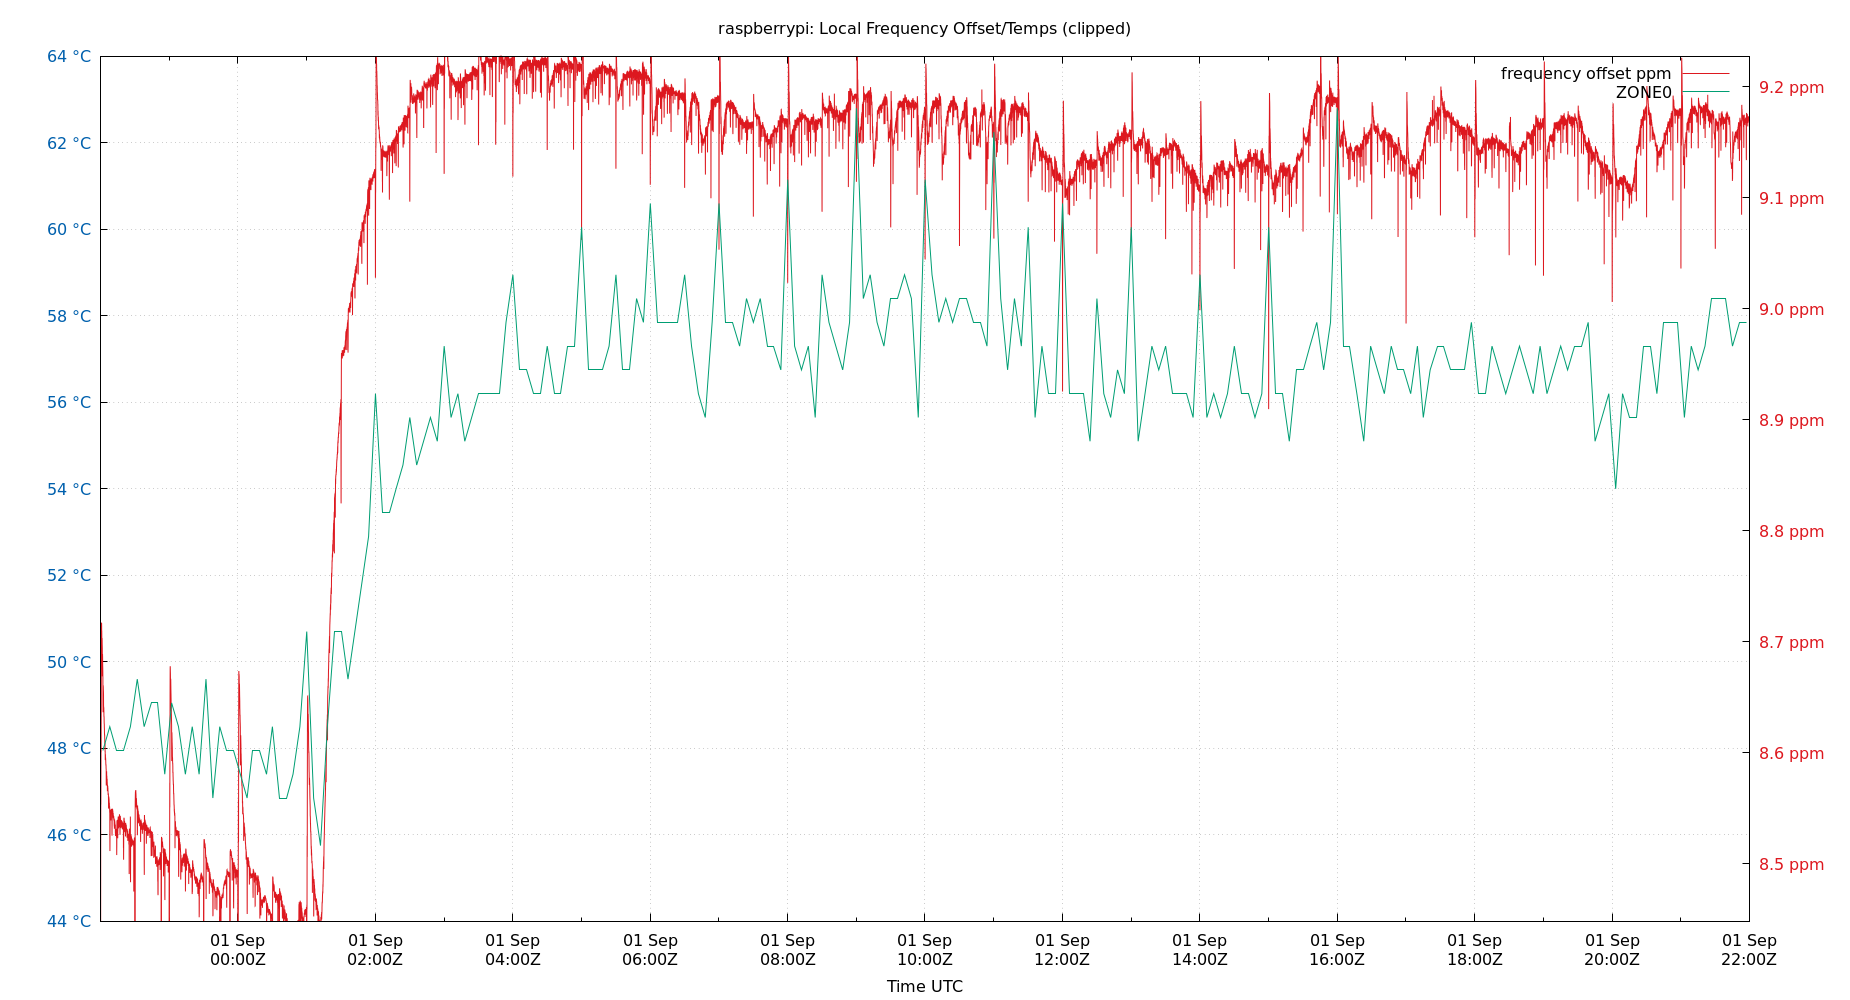 raspberrypi: Local Frequency Offset/Temps (clipped)
64 °C
62 °C
60 °C
58 °C
56 °C
54 °C
52 °C
50 °C
48 °C
46 °C
44 °C
frequency offset ppm
ZONE0
9.2 ppm
9.1 ppm
9.0 ppm
8.9 ppm
8.8 ppm
8.7 ppm
8.6 ppm
8.5 ppm
01 Sep
00:00Z
01 Sep
02:00Z
01 Sep
04:00Z
01 Sep
06:00Z
01 Sep
08:00Z
01 Sep
10:00Z
01 Sep
12:00Z
01 Sep
14:00Z
01 Sep
16:00Z
01 Sep
18:00Z
01 Sep
20:00Z
01 Sep
22:00Z
Time UTC